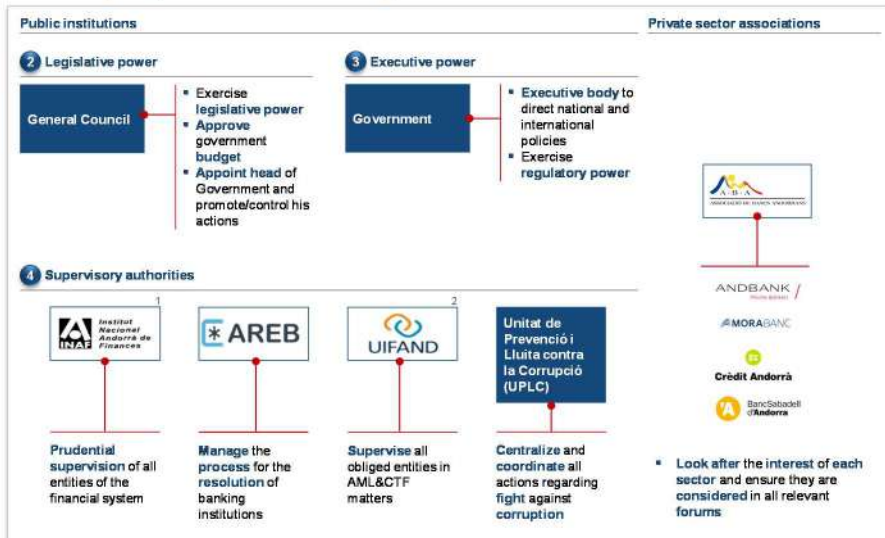 Public institutions
Private sector associations
2 Legislative power
General Council
▪ Exercise
legislative power
▪ Approve
government
budget
▪ Appoint head of
Government and
promote/control his
actions
3 Executive power
Government
▪ Executive body to
direct national and
international
policies
▪ Exercise
regulatory power
A·B·A
ASSOCIACIÓ DE BANCS ANDORRANS
ANDBANK /
MORABANC
Crèdit Andorrà
BancSabadell
d'Andorra
▪ Look after the interest of each
sector and ensure they are
considered in all relevant
forums
4 Supervisory authorities
1
INAF
Institut
Nacional
Andorrà de
Finances
Prudential
supervision of all
entities of the
financial system
AREB
Manage the
process for the
resolution of
banking
institutions
2
UIFAND
Supervise all
obliged entities in
AML&CTF
matters
Unitat de
Prevenció i
Lluita contra
la Corrupció
(UPLC)
Centralize and
coordinate all
actions regarding
fight against
corruption